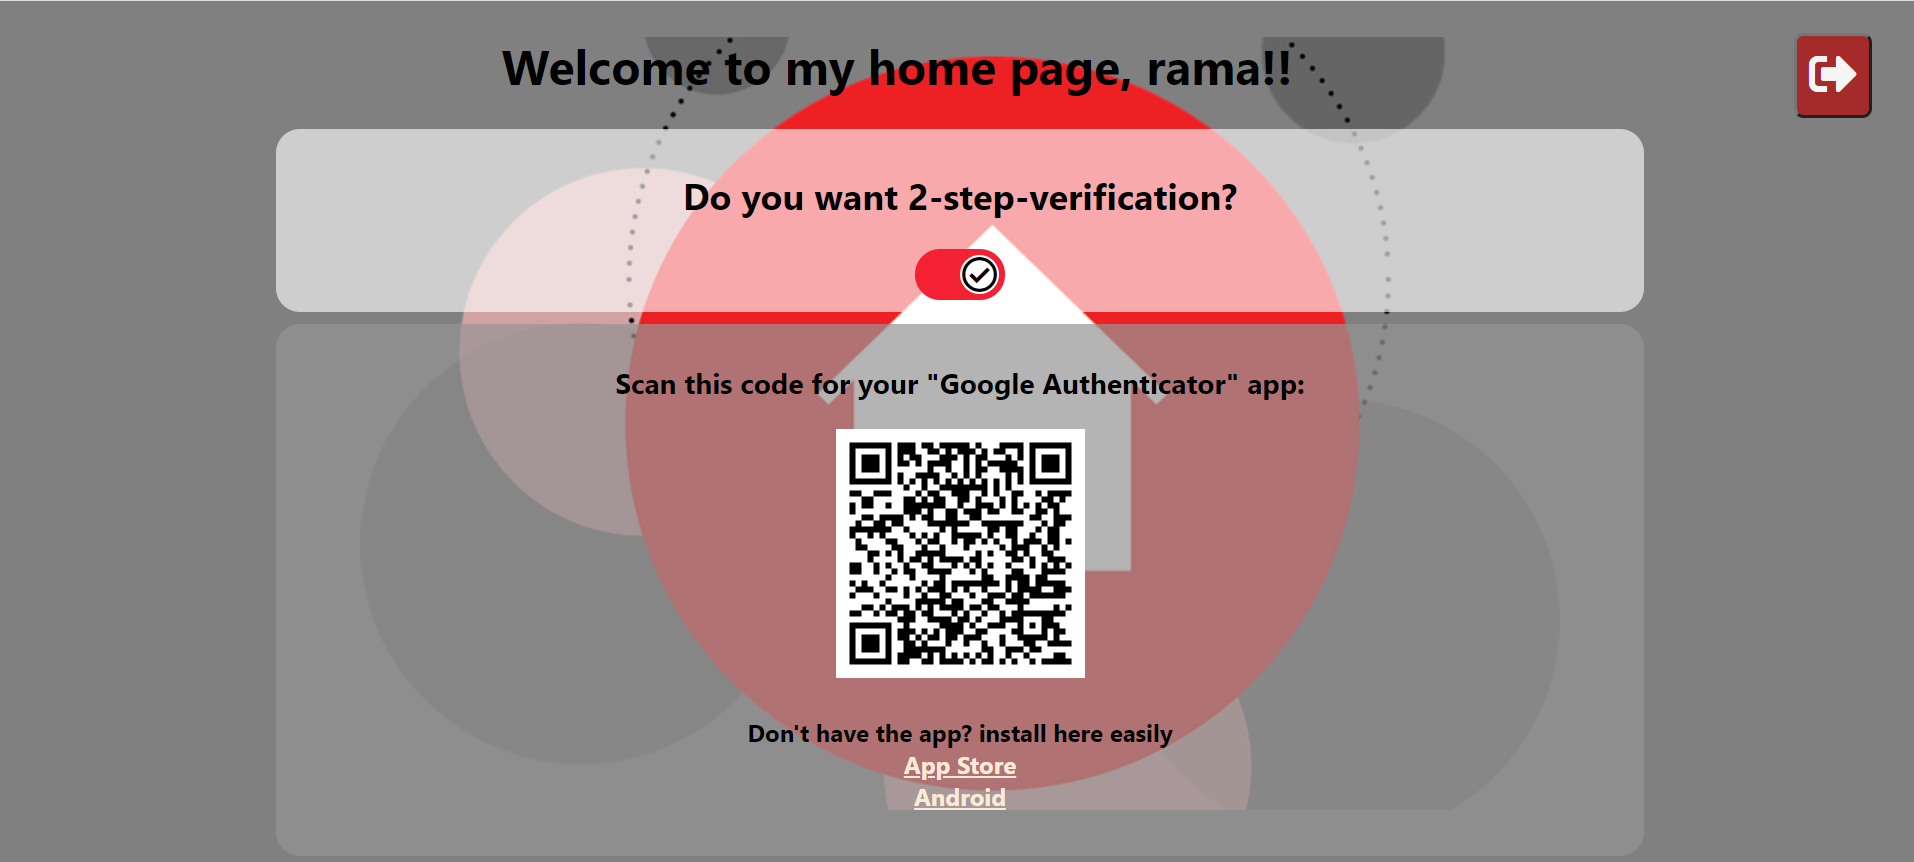 Welcome to my home page, rama!!
Do you want 2-step-verification?
Scan this code for your "Google Authenticator" app:
Don't have the app? install here easily
App Store
Android